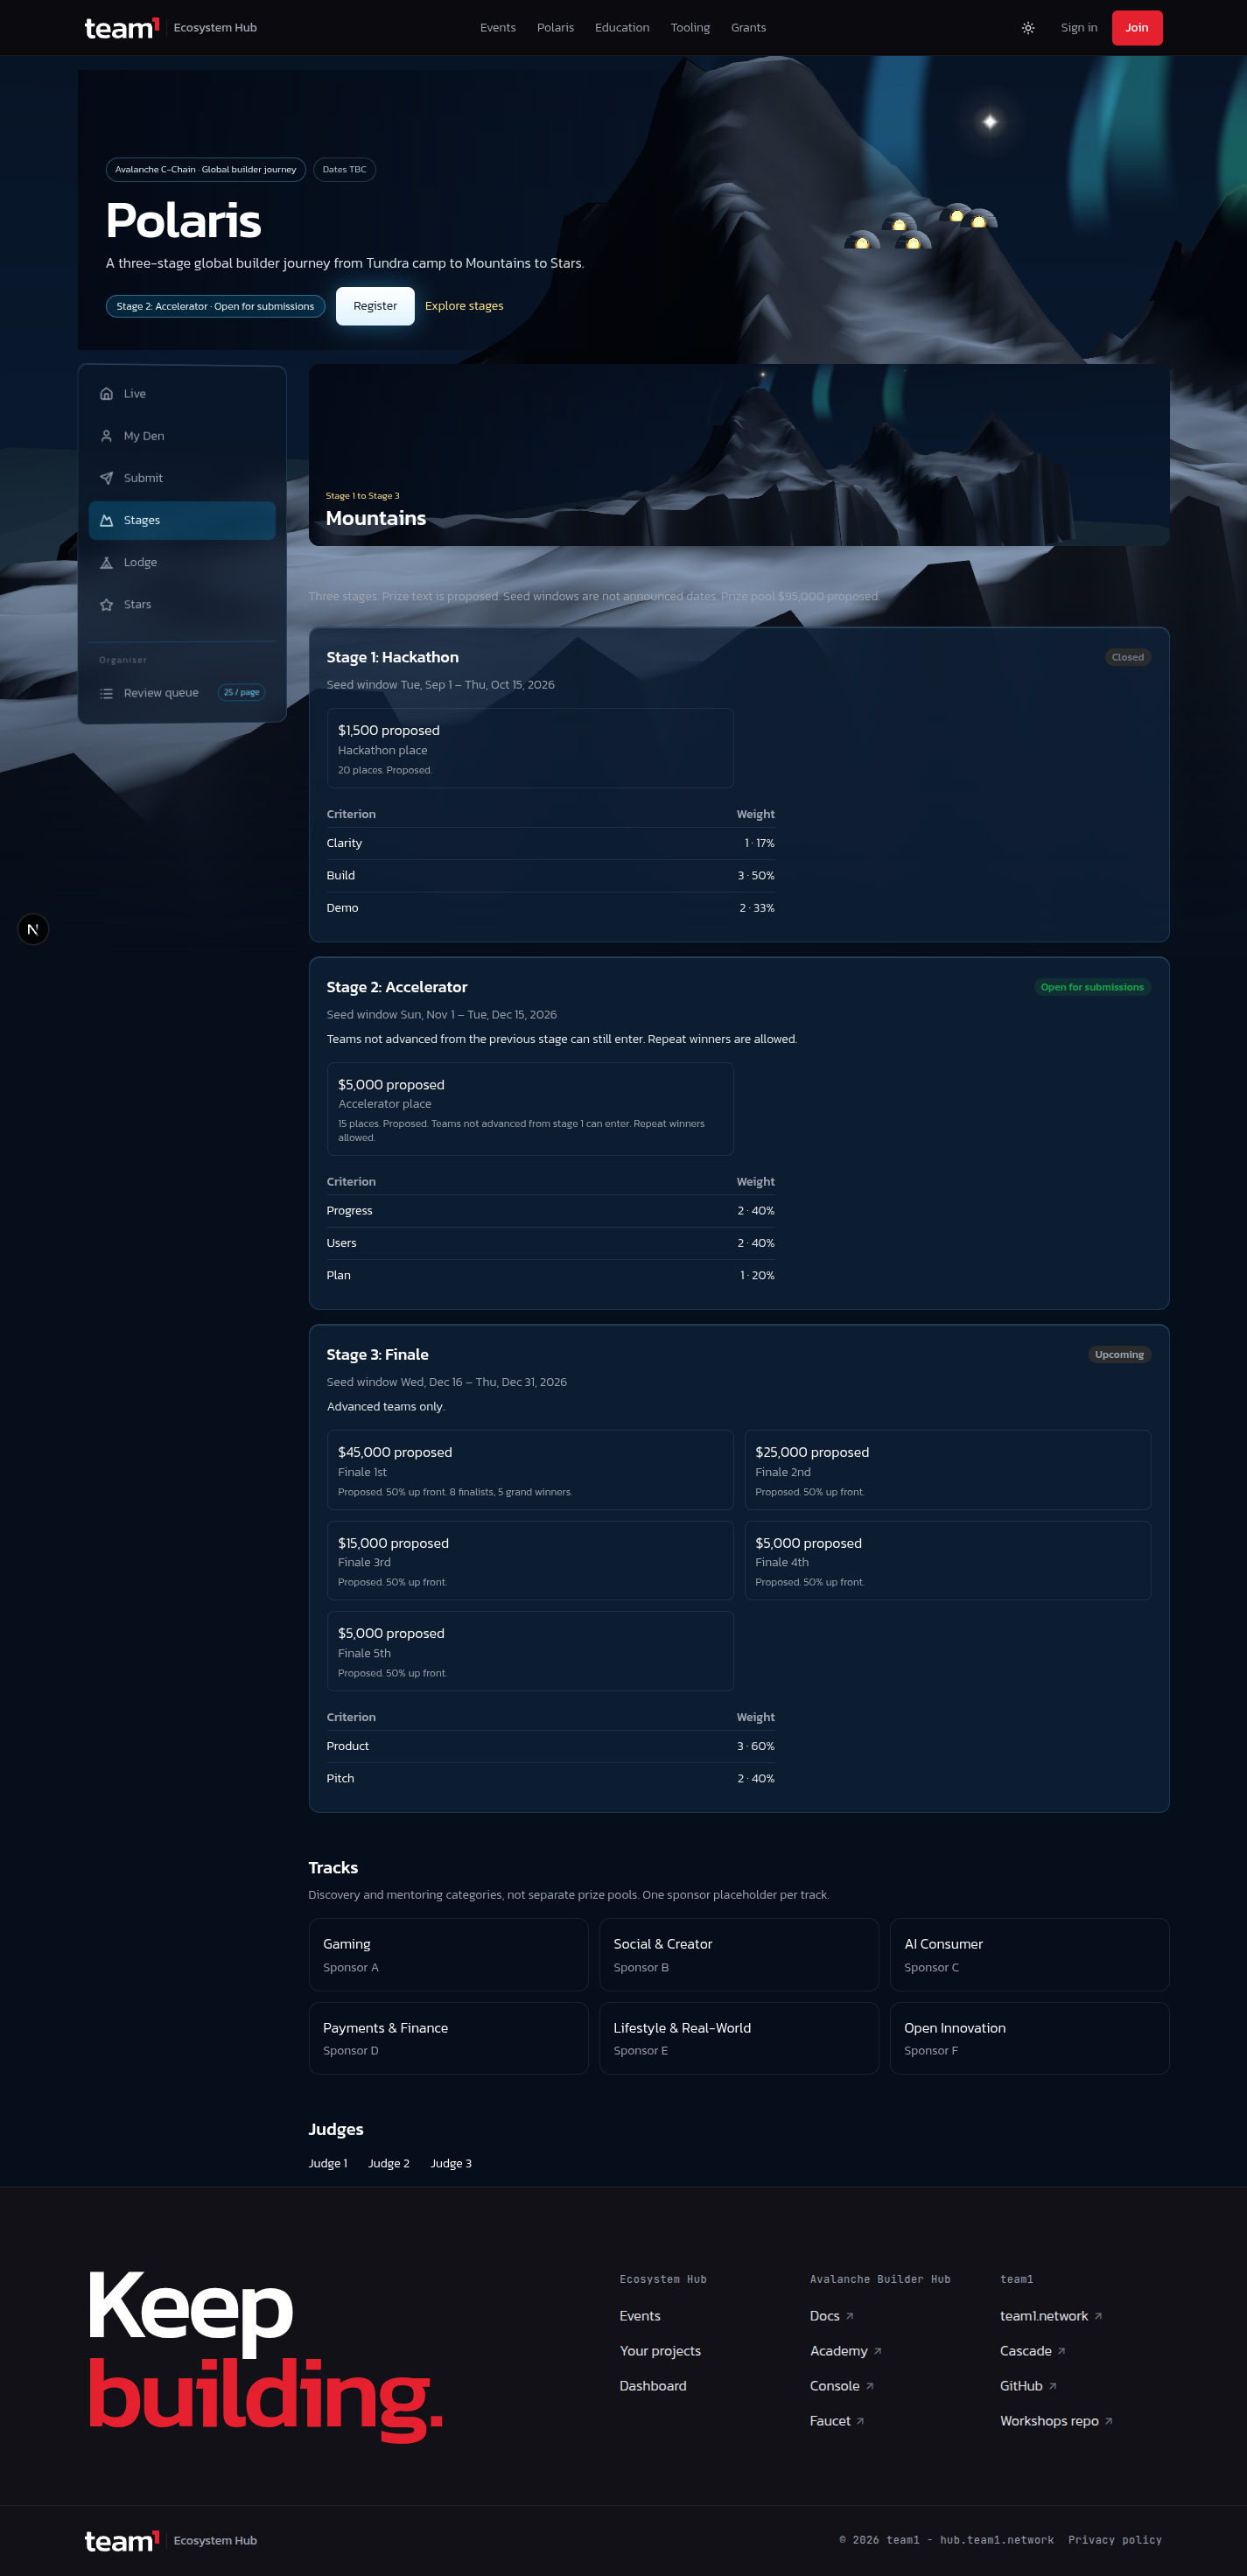 team1 Ecosystem Hub
Events Polaris Education Tooling Grants
Sign in Join
Avalanche C-Chain · Global builder journey Dates TBC
Polaris
A three-stage global builder journey from Tundra camp to Mountains to Stars.
Stage 2: Accelerator · Open for submissions Register Explore stages
Live
My Den
Submit
Stages
Lodge
Stars
Organiser
Review queue 25 / page
Stage 1 to Stage 3
Mountains
Three stages. Prize text is proposed. Seed windows are not announced dates. Prize pool $95,000 proposed.
Stage 1: Hackathon Closed
Seed window Tue, Sep 1 – Thu, Oct 15, 2026
$1,500 proposed
Hackathon place
20 places. Proposed.
Criterion Weight
Clarity 1 · 17%
Build 3 · 50%
Demo 2 · 33%
N
Stage 2: Accelerator Open for submissions
Seed window Sun, Nov 1 – Tue, Dec 15, 2026
Teams not advanced from the previous stage can still enter. Repeat winners are allowed.
$5,000 proposed
Accelerator place
15 places. Proposed. Teams not advanced from stage 1 can enter. Repeat winners
allowed.
Criterion Weight
Progress 2 · 40%
Users 2 · 40%
Plan 1 · 20%
Stage 3: Finale Upcoming
Seed window Wed, Dec 16 – Thu, Dec 31, 2026
Advanced teams only.
$45,000 proposed
Finale 1st
Proposed. 50% up front. 8 finalists, 5 grand winners.
$25,000 proposed
Finale 2nd
Proposed. 50% up front.
$15,000 proposed
Finale 3rd
Proposed. 50% up front.
$5,000 proposed
Finale 4th
Proposed. 50% up front.
$5,000 proposed
Finale 5th
Proposed. 50% up front.
Criterion Weight
Product 3 · 60%
Pitch 2 · 40%
Tracks
Discovery and mentoring categories, not separate prize pools. One sponsor placeholder per track.
Gaming
Sponsor A
Social & Creator
Sponsor B
AI Consumer
Sponsor C
Payments & Finance
Sponsor D
Lifestyle & Real-World
Sponsor E
Open Innovation
Sponsor F
Judges
Judge 1 Judge 2 Judge 3
Keep
building.
Ecosystem Hub
Events
Your projects
Dashboard
Avalanche Builder Hub
Docs ↗
Academy ↗
Console ↗
Faucet ↗
team1
team1.network ↗
Cascade ↗
GitHub ↗
Workshops repo ↗
team1 Ecosystem Hub
© 2026 team1 - hub.team1.network Privacy policy